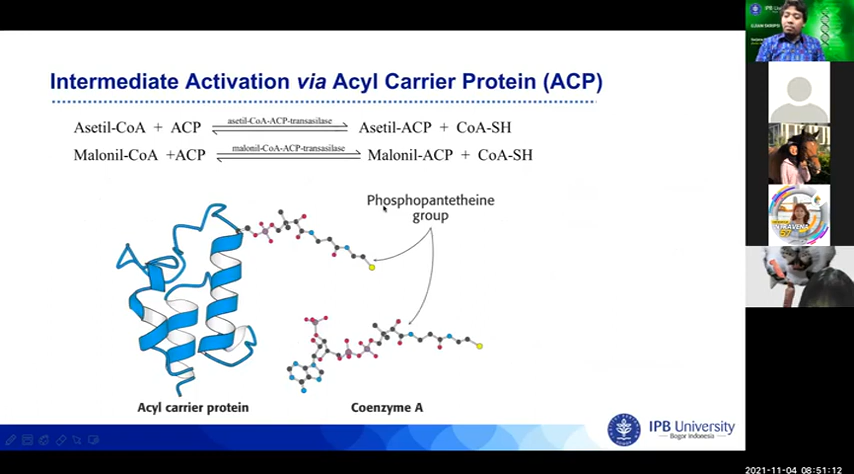 Intermediate Activation via Acyl Carrier Protein (ACP)
Asetil-CoA + ACP asetil-CoA-ACP-transasilase Asetil-ACP + CoA-SH
Malonil-CoA +ACP malonil-CoA-ACP-transasilase Malonil-ACP + CoA-SH
Phosphopantetheine
group
Acyl carrier protein
Coenzyme A
IPB University
Bogor Indonesia
2021-11-04 08:51:12